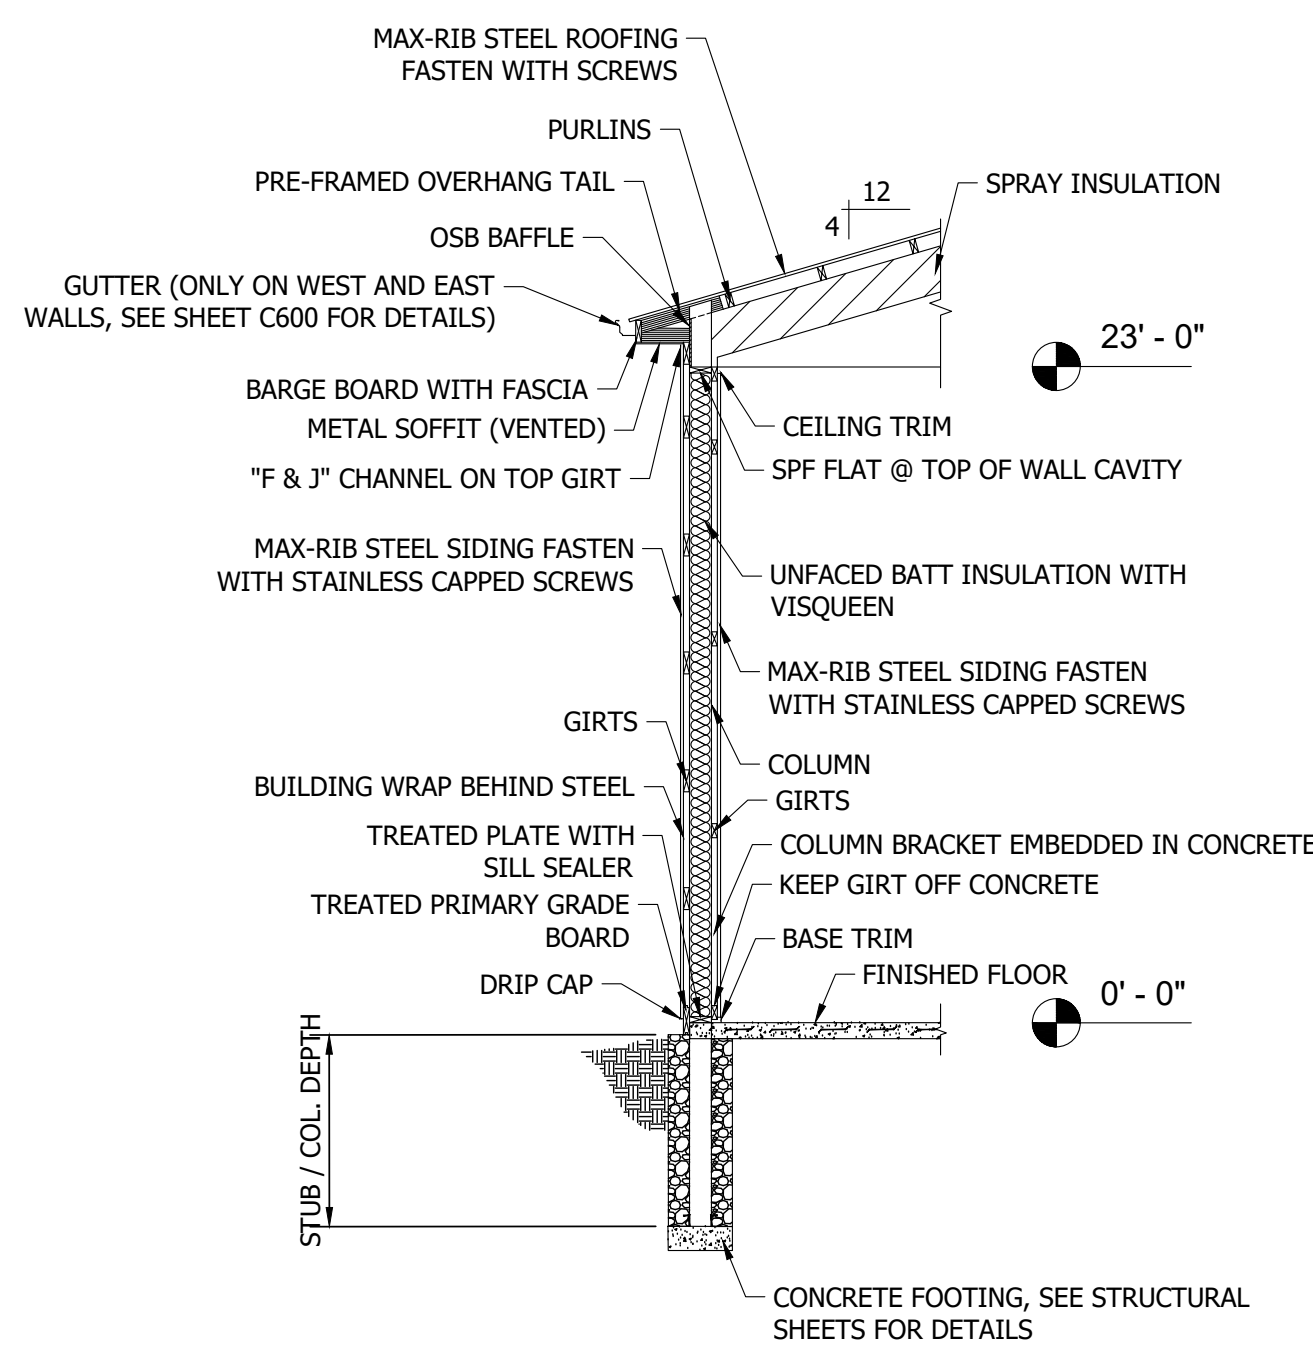 MAX-RIB STEEL ROOFING
FASTEN WITH SCREWS
PURLINS
PRE-FRAMED OVERHANG TAIL
OSB BAFFLE
GUTTER (ONLY ON WEST AND EAST
WALLS, SEE SHEET C600 FOR DETAILS)
BARGE BOARD WITH FASCIA
METAL SOFFIT (VENTED)
"F & J" CHANNEL ON TOP GIRT
MAX-RIB STEEL SIDING FASTEN
WITH STAINLESS CAPPED SCREWS
GIRTS
BUILDING WRAP BEHIND STEEL
TREATED PLATE WITH
SILL SEALER
TREATED PRIMARY GRADE
BOARD
DRIP CAP
STUB / COL. DEPTH
12
4
SPRAY INSULATION
23' - 0"
CEILING TRIM
SPF FLAT @ TOP OF WALL CAVITY
UNFACED BATT INSULATION WITH
VISQUEEN
MAX-RIB STEEL SIDING FASTEN
WITH STAINLESS CAPPED SCREWS
COLUMN
GIRTS
COLUMN BRACKET EMBEDDED IN CONCRETE
KEEP GIRT OFF CONCRETE
BASE TRIM
FINISHED FLOOR
0' - 0"
CONCRETE FOOTING, SEE STRUCTURAL
SHEETS FOR DETAILS